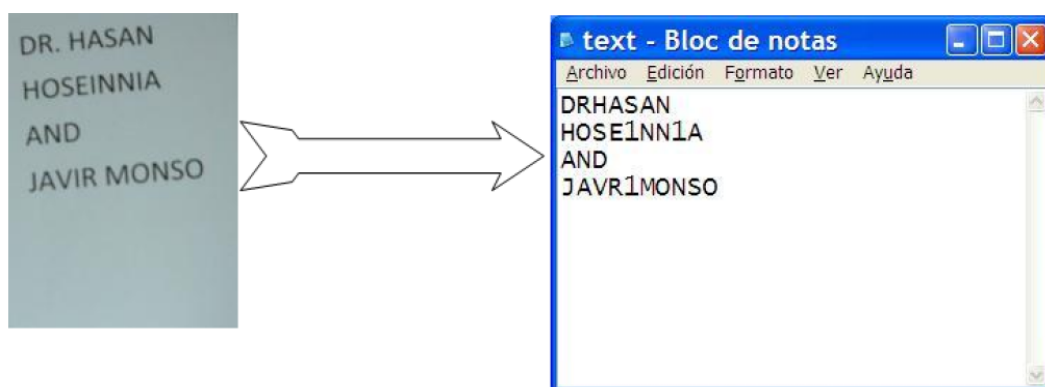 DR. HASAN
HOSEINNIA
AND
JAVIR MONSO
text - Bloc de notas
Archivo Edición Formato Ver Ayuda
DRHASAN
HOSE1NN1A
AND
JAVR1MONSO